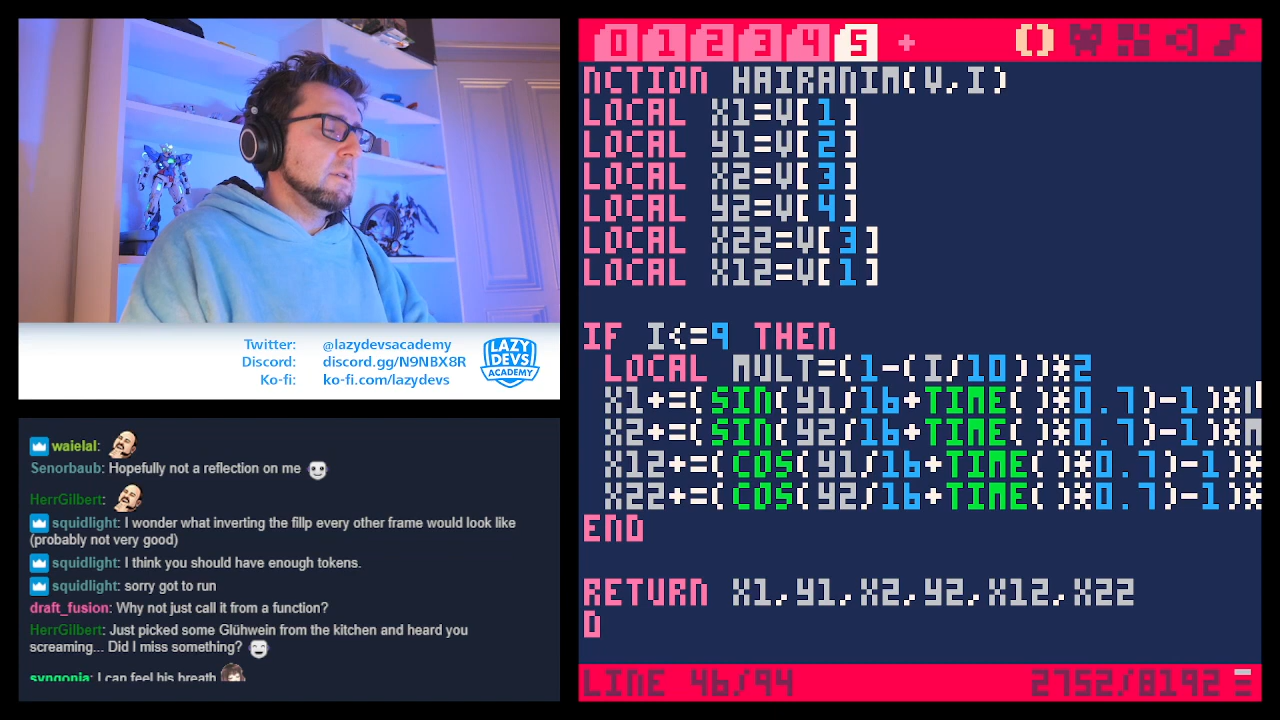 Twitter: @lazydevsacademy
Discord: discord.gg/N9NBX8R
Ko-fi: ko-fi.com/lazydevs
LAZY
DEVS
ACADEMY
waielal:
Senorbaub: Hopefully not a reflection on me
HerrGilbert:
squidlight: I wonder what inverting the fillp every other frame would look like
(probably not very good)
squidlight: I think you should have enough tokens.
squidlight: sorry got to run
draft_fusion: Why not just call it from a function?
HerrGilbert: Just picked some Glühwein from the kitchen and heard you
screaming... Did I miss something?
syngonia: I can feel his breath
0 1 2 3 4 5 +
NCTION HAIRANIM(V,I)
LOCAL X1=V[1]
LOCAL Y1=V[2]
LOCAL X2=V[3]
LOCAL Y2=V[4]
LOCAL X22=V[3]
LOCAL X12=V[1]
IF I<=9 THEN
LOCAL MULT=(1-(I/10))*2
X1+=(SIN(Y1/16+TIME()*0.7)-1)*
X2+=(SIN(Y2/16+TIME()*0.7)-1)*M
X12+=(COS(Y1/16+TIME()*0.7)-1)*
X22+=(COS(Y2/16+TIME()*0.7)-1)
END
RETURN X1,Y1,X2,Y2,X12,X22
D
LINE 46/94 2752/8192